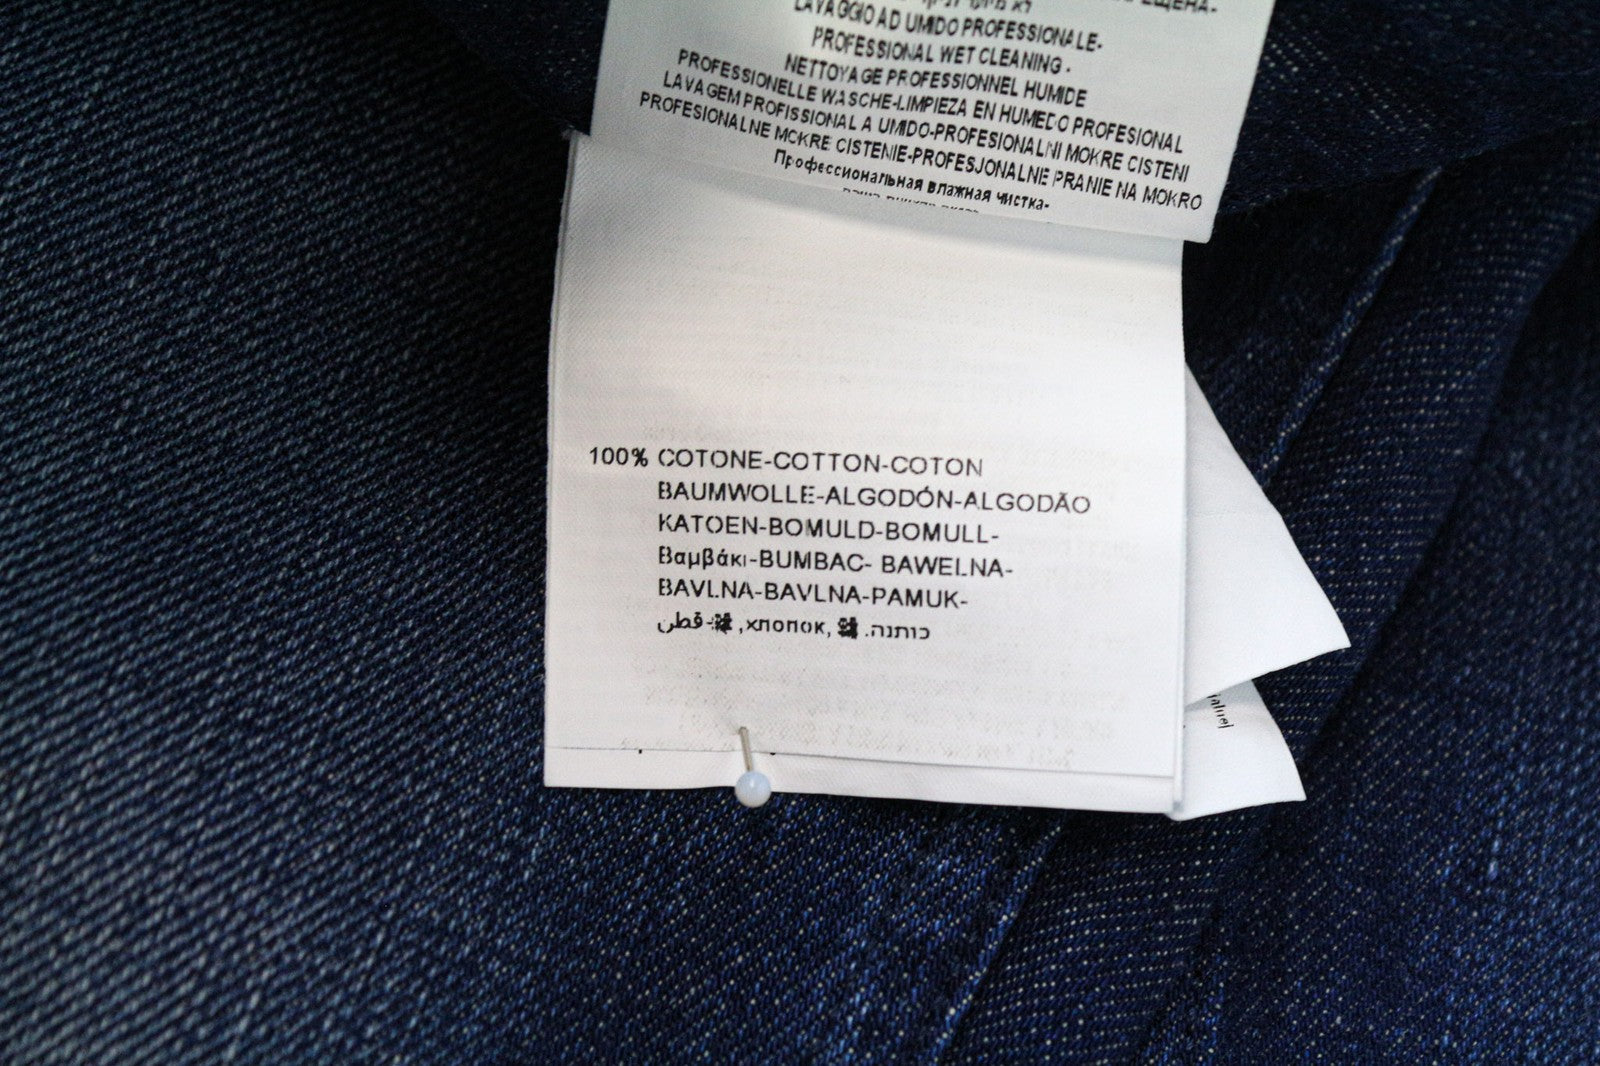 LAVAGGIO AD UMIDO PROFESSIONALE-
PROFESSIONAL WET CLEANING -
NETTOYAGE PROFESSIONNEL HUMIDE
PROFESSIONELLE WASCHE-LIMPIEZA EN HUMEDO PROFESIONAL
LAVAGEM PROFISSIONAL A UMIDO-PROFESIONALNI MOKRE CISTENI
PROFESIONALNE MOKRE CISTENIE-PROFESJONALNE PRANIE NA MOKRO
Профессиональная влажная чистка-
100% COTONE-COTTON-COTON
BAUMWOLLE-ALGODÓN-ALGODÃO
KATOEN-BOMULD-BOMULL-
Βαμβάκι-BUMBAC- BAWELNA-
BAVLNA-BAVLNA-PAMUK-
قطن-棉,хлопок, 綿.כותנה